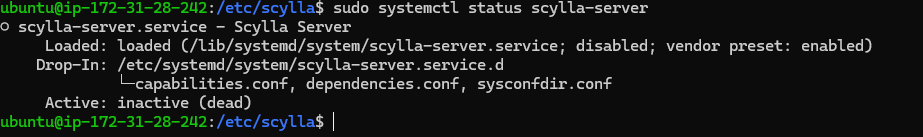 ubuntu@ip-172-31-28-242:/etc/scylla$ sudo systemctl status scylla-server
○ scylla-server.service - Scylla Server
     Loaded: loaded (/lib/systemd/system/scylla-server.service; disabled; vendor preset: enabled)
    Drop-In: /etc/systemd/system/scylla-server.service.d
             └─capabilities.conf, dependencies.conf, sysconfdir.conf
     Active: inactive (dead)
ubuntu@ip-172-31-28-242:/etc/scylla$